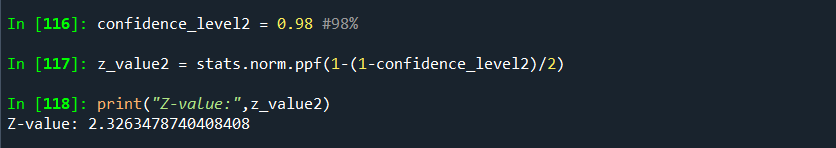 In [116]: confidence_level2 = 0.98 #98%
In [117]: z_value2 = stats.norm.ppf(1-(1-confidence_level2)/2)
In [118]: print("Z-value:",z_value2)
Z-value: 2.3263478740408408